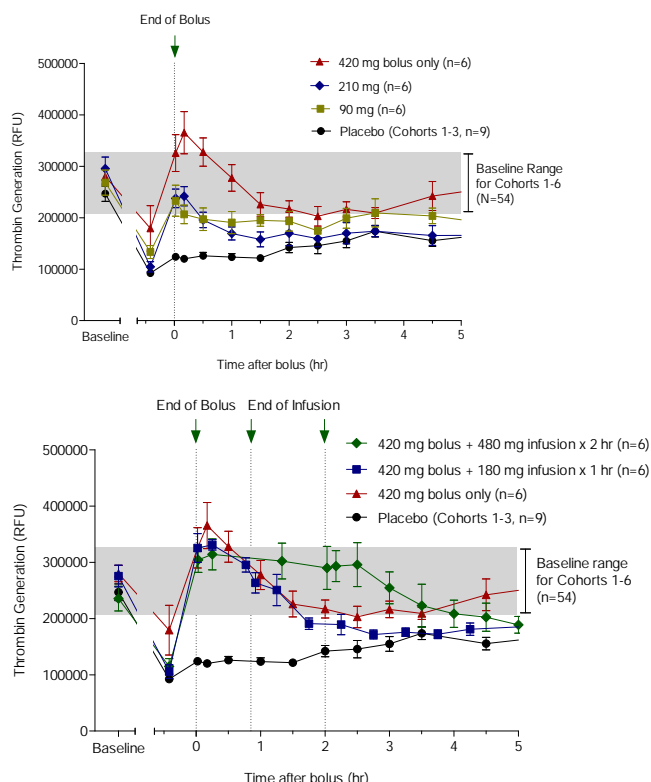 End of Bolus
500000
400000
300000
200000
100000
0
Thrombin Generation (RFU)
420 mg bolus only (n=6)
210 mg (n=6)
90 mg (n=6)
Placebo (Cohorts 1-3, n=9)
Baseline Range
for Cohorts 1-6
(N=54)
Baseline
0 1 2 3 4 5
Time after bolus (hr)
End of Bolus End of Infusion
500000
400000
300000
200000
100000
0
Thrombin Generation (RFU)
420 mg bolus + 480 mg infusion x 2 hr (n=6)
420 mg bolus + 180 mg infusion x 1 hr (n=6)
420 mg bolus only (n=6)
Placebo (Cohorts 1-3, n=9)
Baseline range
for Cohorts 1-6
(n=54)
Baseline
0 1 2 3 4 5
Time after bolus (hr)